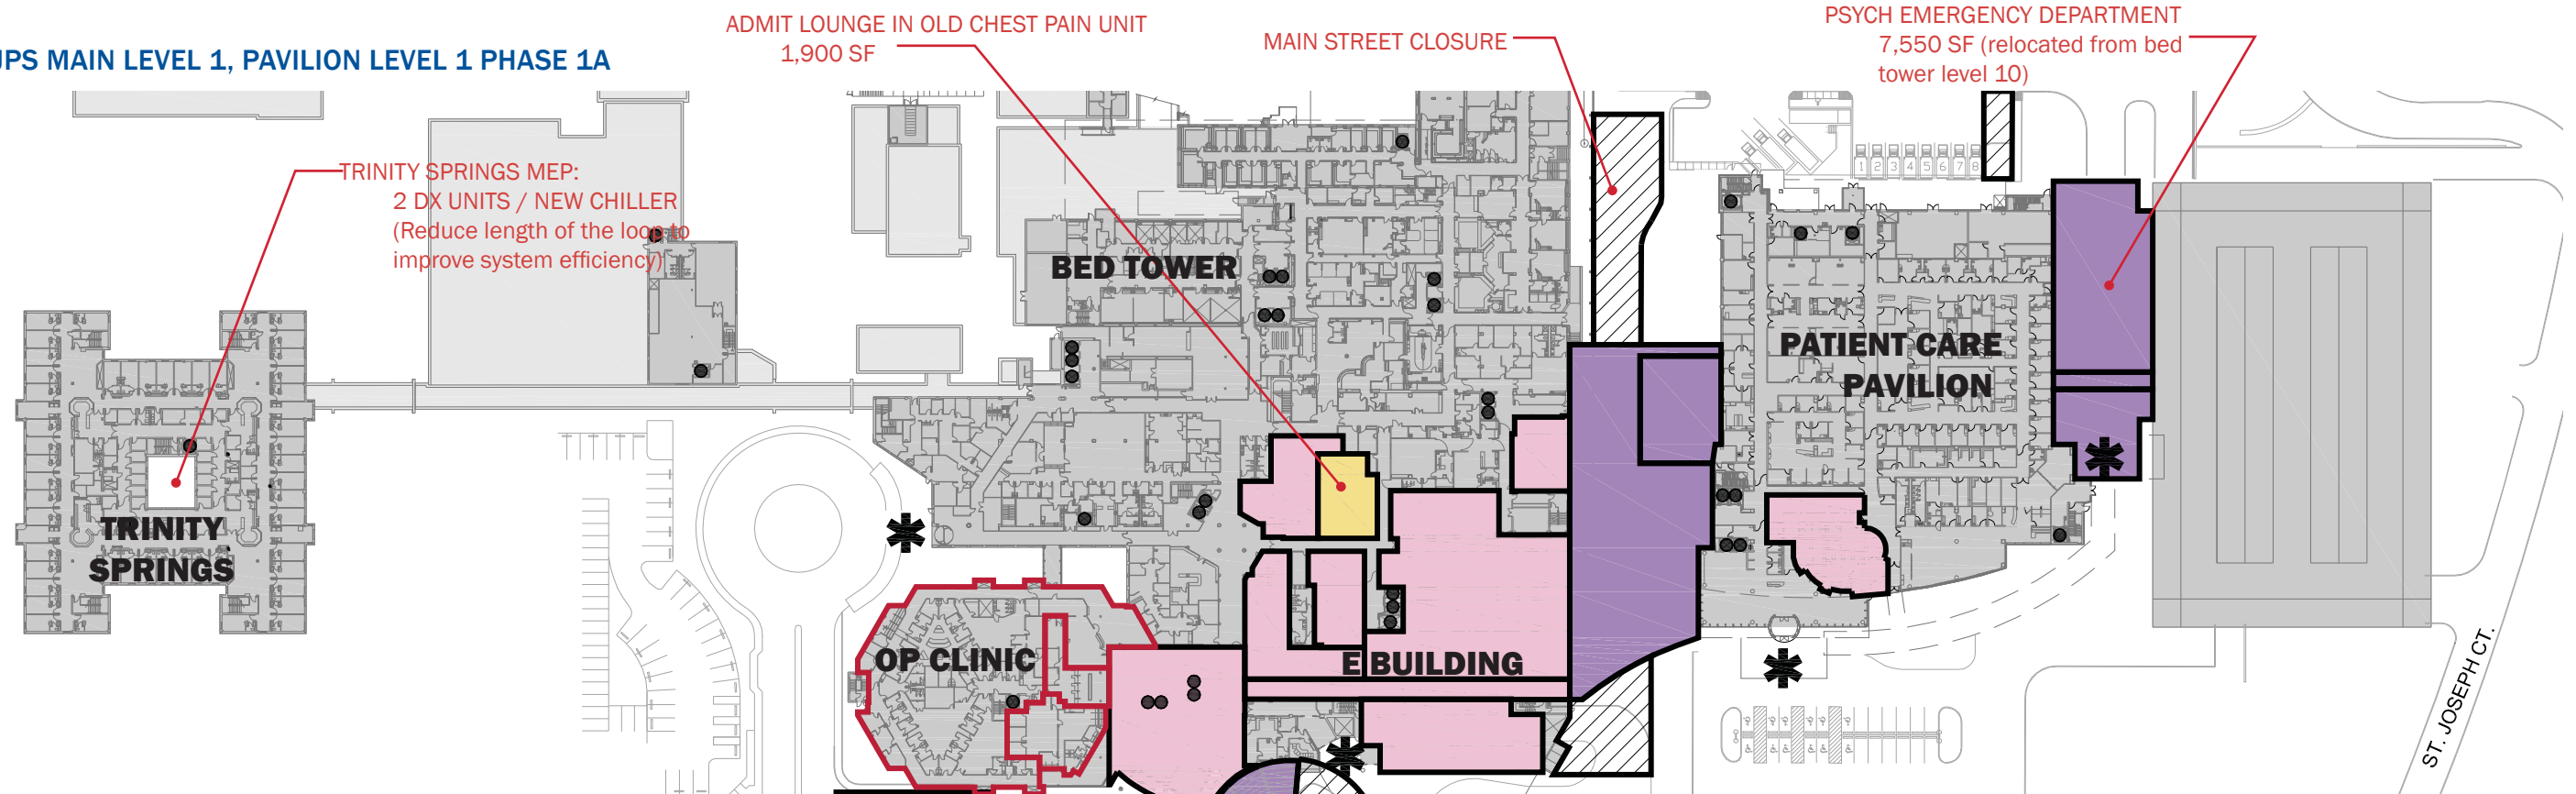 JPS MAIN LEVEL 1, PAVILION LEVEL 1 PHASE 1A
ADMIT LOUNGE IN OLD CHEST PAIN UNIT
1,900 SF
MAIN STREET CLOSURE
PSYCH EMERGENCY DEPARTMENT
7,550 SF (relocated from bed
tower level 10)
TRINITY SPRINGS MEP:
2 DX UNITS / NEW CHILLER
(Reduce length of the loop to
improve system efficiency)
1 2 3 4 5 6 7 8
BED TOWER
PATIENT CARE
PAVILION
TRINITY
SPRINGS
OP CLINIC
E BUILDING
ST. JOSEPH CT.